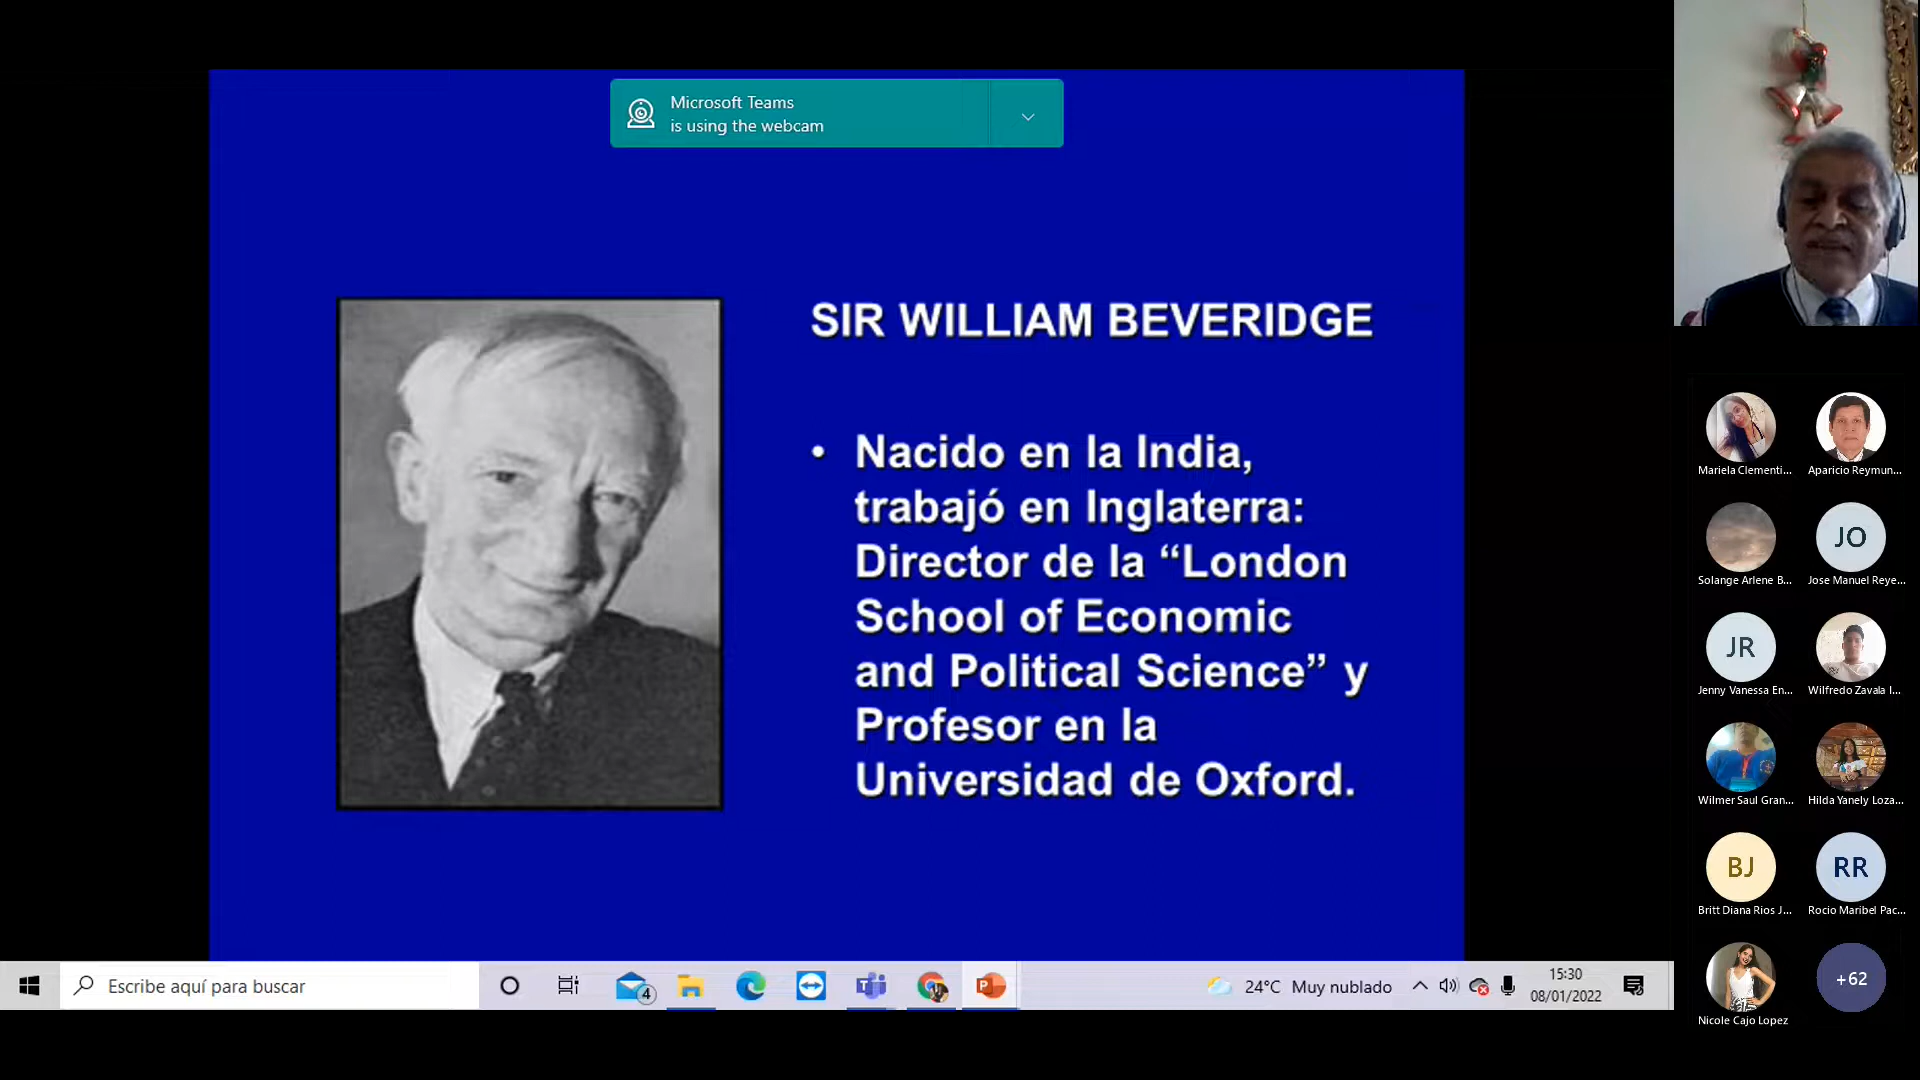 Microsoft Teams
is using the webcam
SIR WILLIAM BEVERIDGE
• Nacido en la India,
trabajó en Inglaterra:
Director de la “London
School of Economic
and Political Science” y
Profesor en la
Universidad de Oxford.
Mariela Clementi...
Aparicio Reymun...
JO
Solange Arlene B...
Jose Manuel Reye...
JR
Jenny Vanessa En...
Wilfredo Zavala I...
Wilmer Saul Gran...
Hilda Yanely Loza...
BJ
RR
Britt Diana Rios J...
Rocio Maribel Pac...
+62
Nicole Cajo Lopez
Escribe aquí para buscar
4
24°C Muy nublado
15:30
08/01/2022